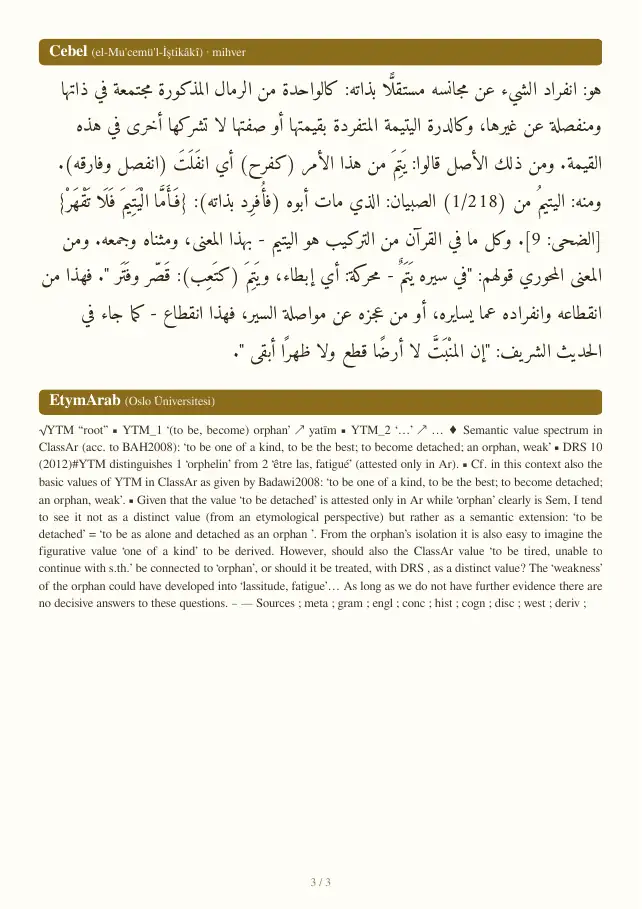 Cebel (el-Mu'cemü'l-İştikâkî) · mihver
هو: انفراد الشيء عن مجانسه مستقلًّا بذاته: كالواحدة من الرمال المذكورة مجتمعة في ذاتها
ومنفصلة عن غيرها، وكالدرة اليتيمة المتفردة بقيمتها أو صفتها لا تشركها أخرى في هذه
القيمة. ومن ذلك الأصل قالوا: يَتِمَ من هذا الأمر (كفرح) أي انفَلَتَ (انفصل وفارقه).
ومنه: اليتيمُ من (1/218) الصبيان: الذي مات أبوه (فأُفرِد بذاته): {فَأَمَّا الْيَتِيمَ فَلَا تَقْهَرْ}
[الضحى: 9]. وكل ما في القرآن من التركيب هو اليتيم - بهذا المعنى، ومثناه وجمعه. ومن
المعنى المحوري قولهم: "في سيره يَتَمٌ - محركة: أي إبطاء، ويَتِمَ (كتَعب): قَصّر وفَتَر ". فهذا من
انقطاعه وانفراده عما يسايره، أو من عجزه عن مواصلة السير، فهذا انقطاع - كما جاء في
الحديث الشريف: "إن المنْبَتَّ لا أرضًا قطع ولا ظهرًا أبقى ".
EtymArab (Oslo Üniversitesi)
√YTM “root” ▪ YTM_1 ‘(to be, become) orphan’ ↗ yatīm ▪ YTM_2 ‘…’ ↗ … ♦ Semantic value spectrum in
ClassAr (acc. to BAH2008): ‘to be one of a kind, to be the best; to become detached; an orphan, weak’ ▪ DRS 10
(2012)#YTM distinguishes 1 ‘orphelin’ from 2 ‘être las, fatigué’ (attested only in Ar). ▪ Cf. in this context also the
basic values of YTM in ClassAr as given by Badawi2008: ‘to be one of a kind, to be the best; to become detached;
an orphan, weak’. ▪ Given that the value ‘to be detached’ is attested only in Ar while ‘orphan’ clearly is Sem, I tend
to see it not as a distinct value (from an etymological perspective) but rather as a semantic extension: ‘to be
detached’ = ‘to be as alone and detached as an orphan ’. From the orphan’s isolation it is also easy to imagine the
figurative value ‘one of a kind’ to be derived. However, should also the ClassAr value ‘to be tired, unable to
continue with s.th.’ be connected to ‘orphan’, or should it be treated, with DRS , as a distinct value? The ‘weakness’
of the orphan could have developed into ‘lassitude, fatigue’… As long as we do not have further evidence there are
no decisive answers to these questions. – — Sources ; meta ; gram ; engl ; conc ; hist ; cogn ; disc ; west ; deriv ;
3 / 3